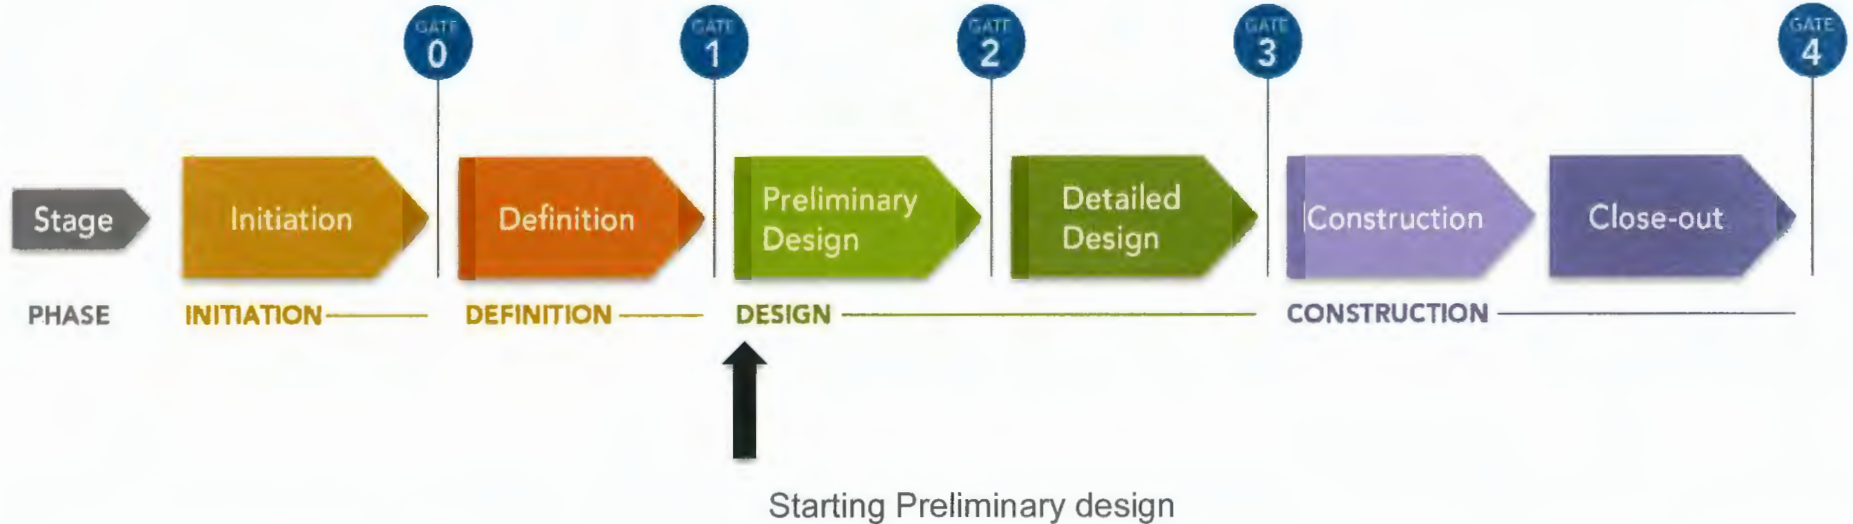 GATE
0
GATE
1
GATE
2
GATE
3
GATE
4
Stage
Initiation
Definition
Preliminary
Design
Detailed
Design
Construction
Close-out
PHASE
INITIATION
DEFINITION
DESIGN
CONSTRUCTION
Starting Preliminary design